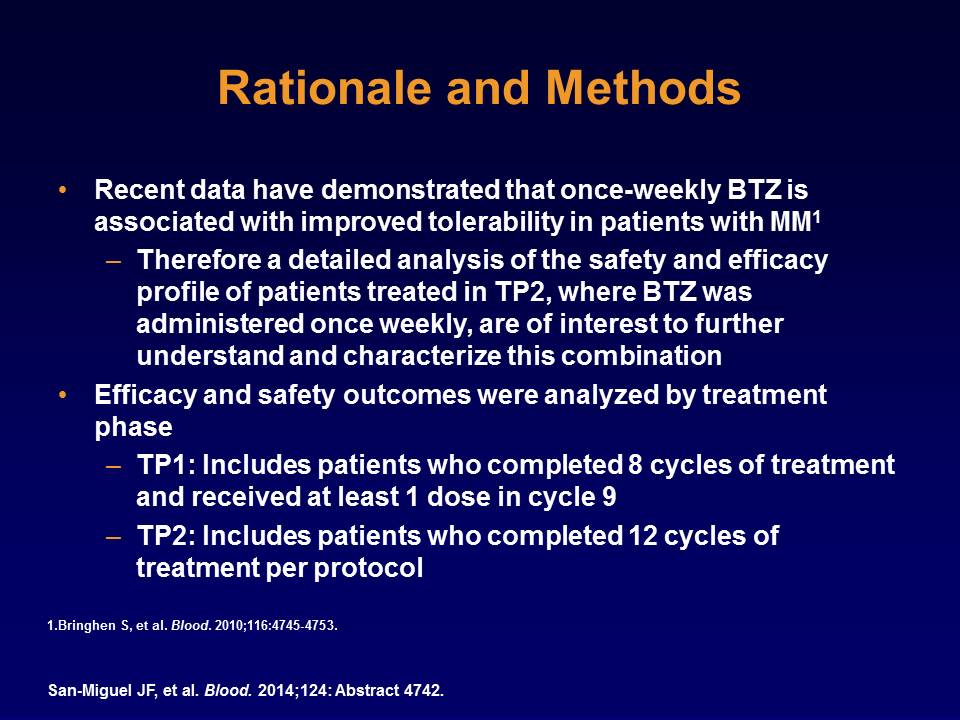 Rationale and Methods
• Recent data have demonstrated that once-weekly BTZ is
associated with improved tolerability in patients with MM¹
– Therefore a detailed analysis of the safety and efficacy
profile of patients treated in TP2, where BTZ was
administered once weekly, are of interest to further
understand and characterize this combination
• Efficacy and safety outcomes were analyzed by treatment
phase
– TP1: Includes patients who completed 8 cycles of treatment
and received at least 1 dose in cycle 9
– TP2: Includes patients who completed 12 cycles of
treatment per protocol
1.Bringhen S, et al. Blood. 2010;116:4745-4753.
San-Miguel JF, et al. Blood. 2014;124: Abstract 4742.